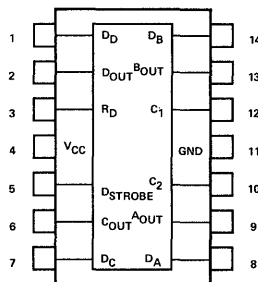 1 D_D D_B 14
2 D_OUT B_OUT 13
3 R_D C_1 12
4 V_CC GND 11
5 D_STROBE C_2 10
6 C_OUT A_OUT 9
7 D_C D_A 8